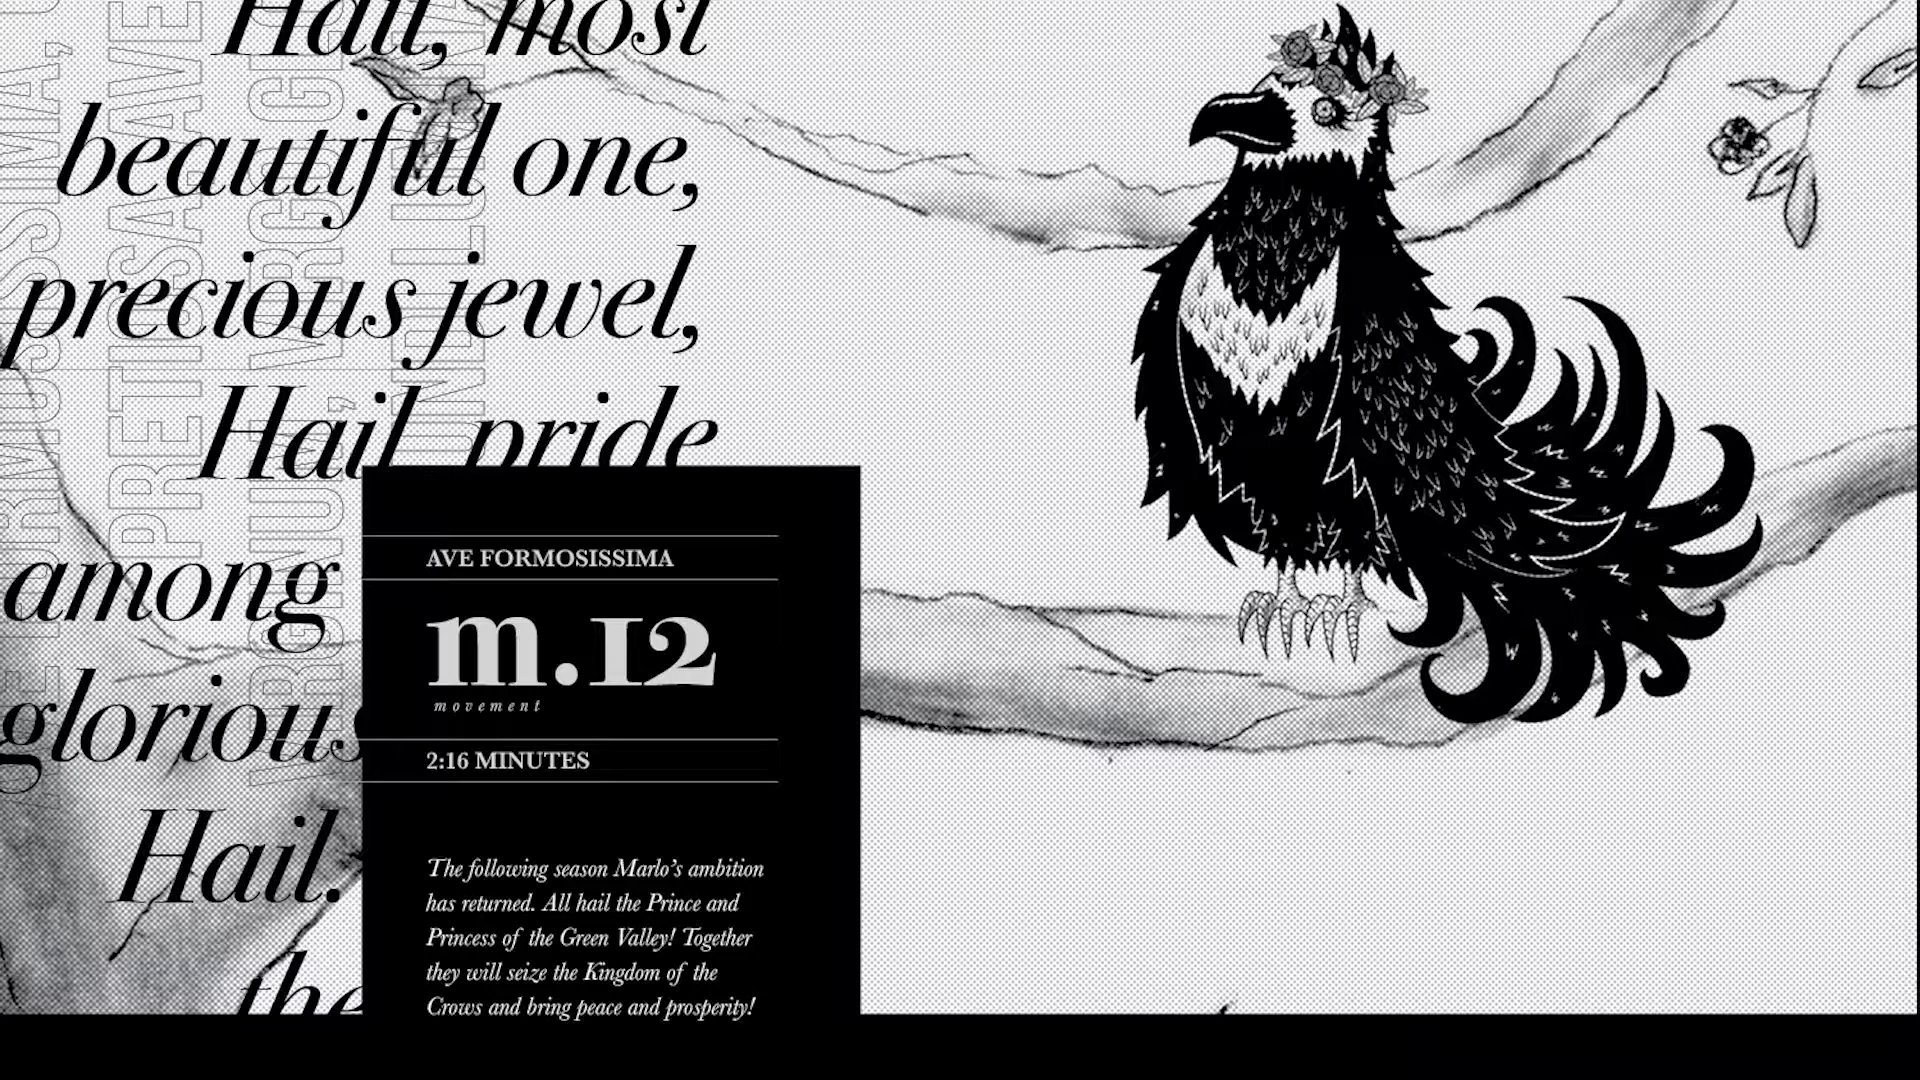 Hail, most
beautiful one,
precious jewel,
Hail, pride
among
glorious
Hail.
the
AVE FORMOSISSIMA
m.12
movement
2:16 MINUTES
The following season Marlo's ambition
has returned. All hail the Prince and
Princess of the Green Valley! Together
they will seize the Kingdom of the
Crows and bring peace and prosperity!